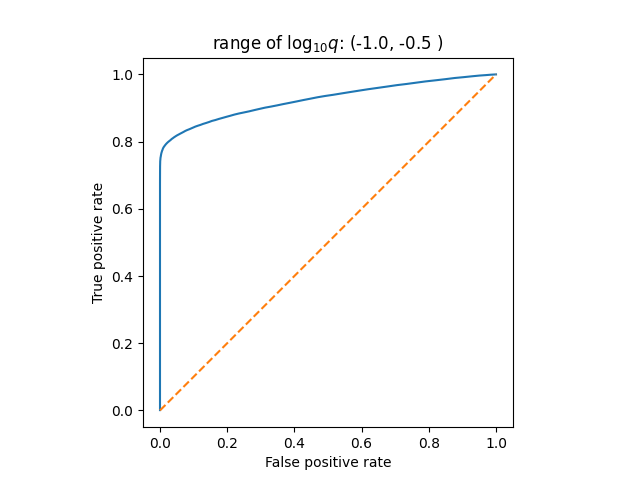 range of log₁₀q: (-1.0, -0.5 )
1.0
0.8
0.6
0.4
0.2
0.0
True positive rate
0.0 0.2 0.4 0.6 0.8 1.0
False positive rate